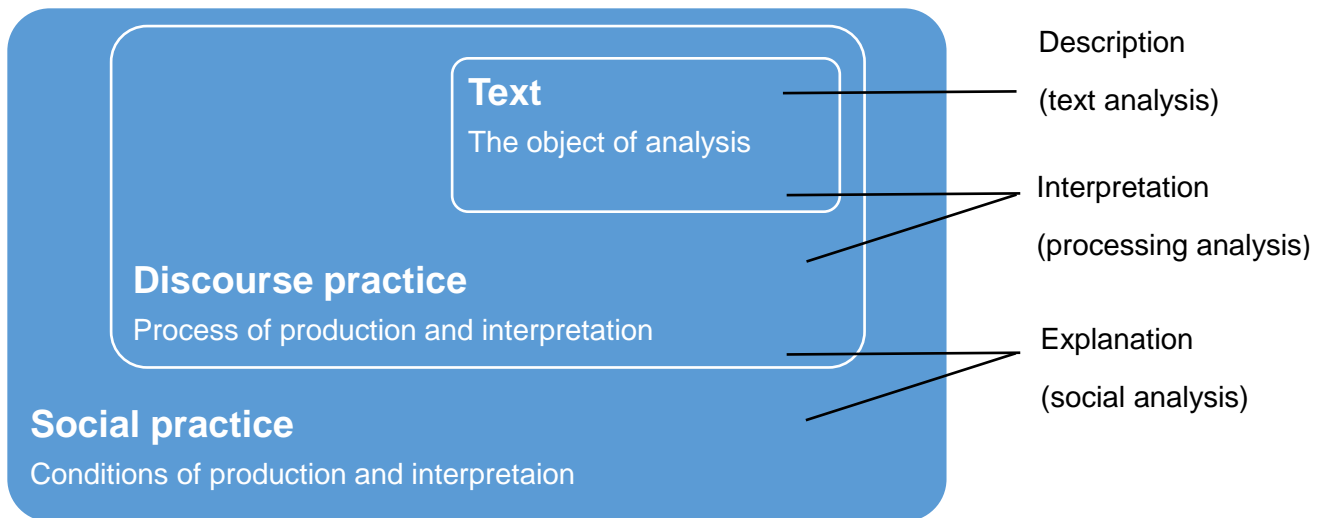 Text
The object of analysis
Discourse practice
Process of production and interpretation
Social practice
Conditions of production and interpretaion
Description
(text analysis)
Interpretation
(processing analysis)
Explanation
(social analysis)